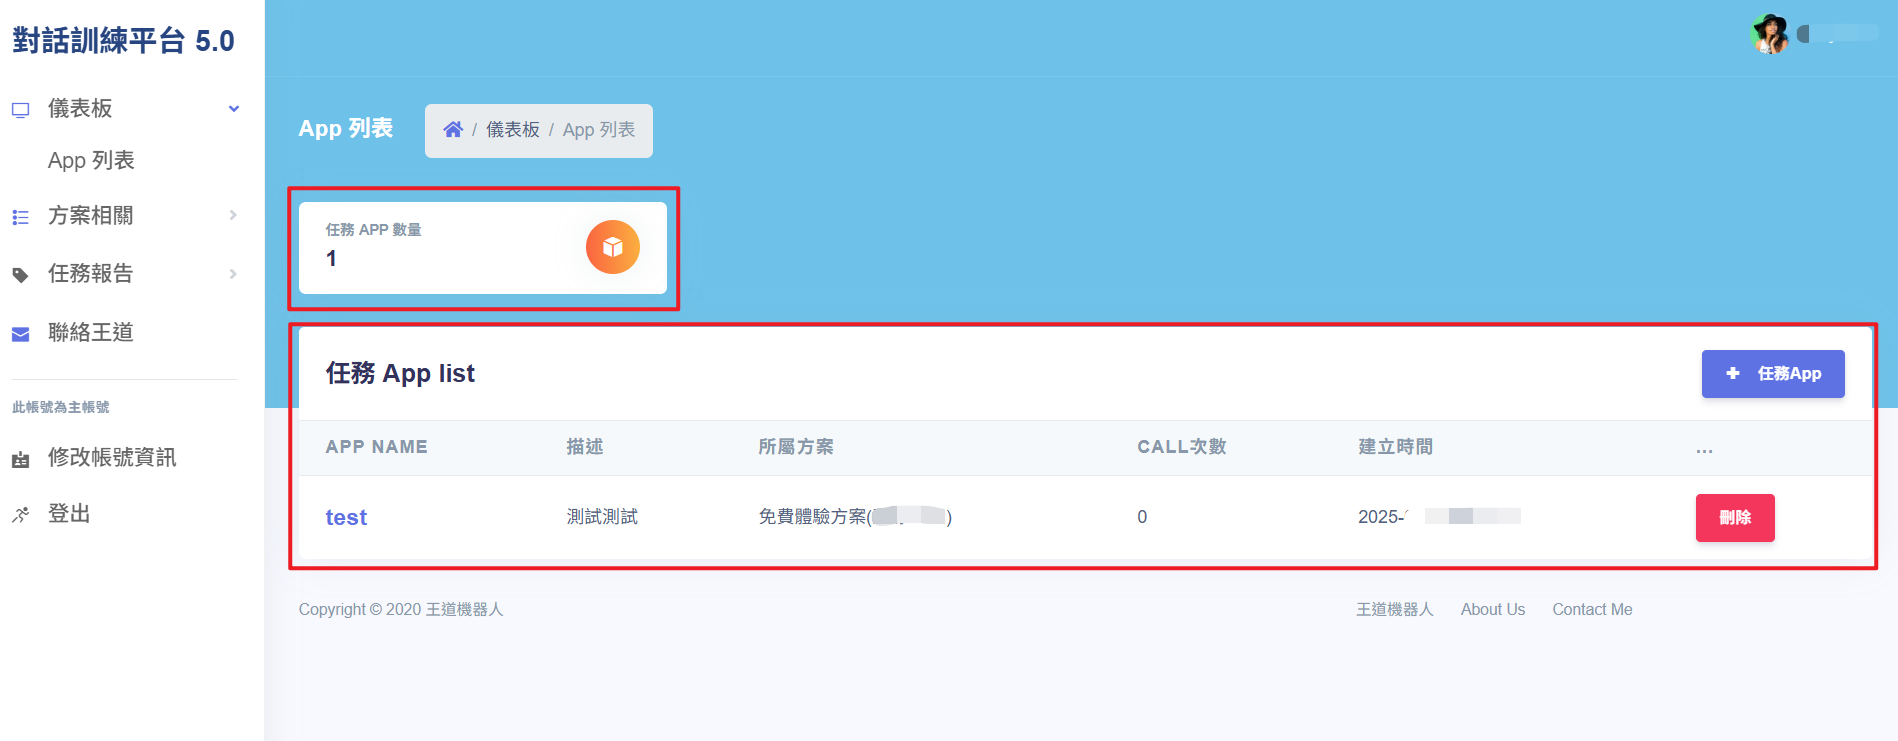 對話訓練平台 5.0
儀表板
App 列表
方案相關
任務報告
聯絡王道
此帳號為主帳號
修改帳號資訊
登出
App 列表
/ 儀表板 / App 列表
任務 APP 數量
1
任務 App list
任務App
APP NAME 描述 所屬方案 CALL次數 建立時間 ...
test 測試測試 免費體驗方案( ) 0 2025- 刪除
Copyright © 2020 王道機器人 王道機器人 About Us Contact Me